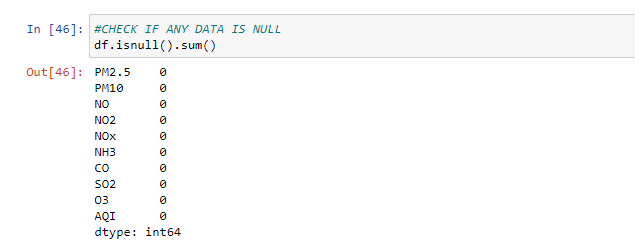 In [46]: #CHECK IF ANY DATA IS NULL
df.isnull().sum()
Out[46]: PM2.5 0
PM10 0
NO 0
NO2 0
NOx 0
NH3 0
CO 0
SO2 0
O3 0
AQI 0
dtype: int64